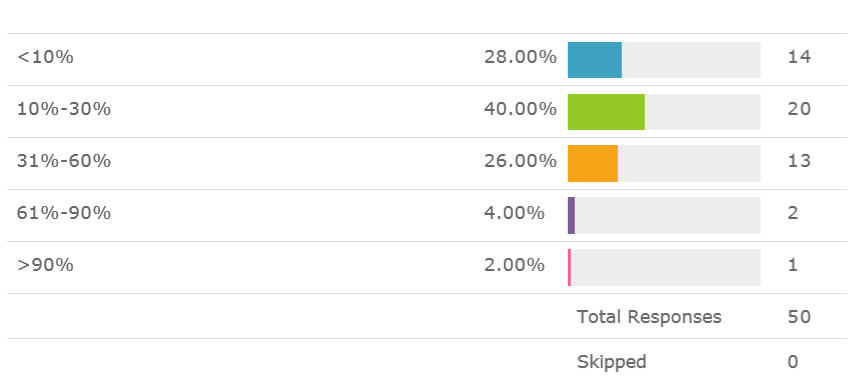 <10% 28.00% 14
10%-30% 40.00% 20
31%-60% 26.00% 13
61%-90% 4.00% 2
>90% 2.00% 1
Total Responses 50
Skipped 0